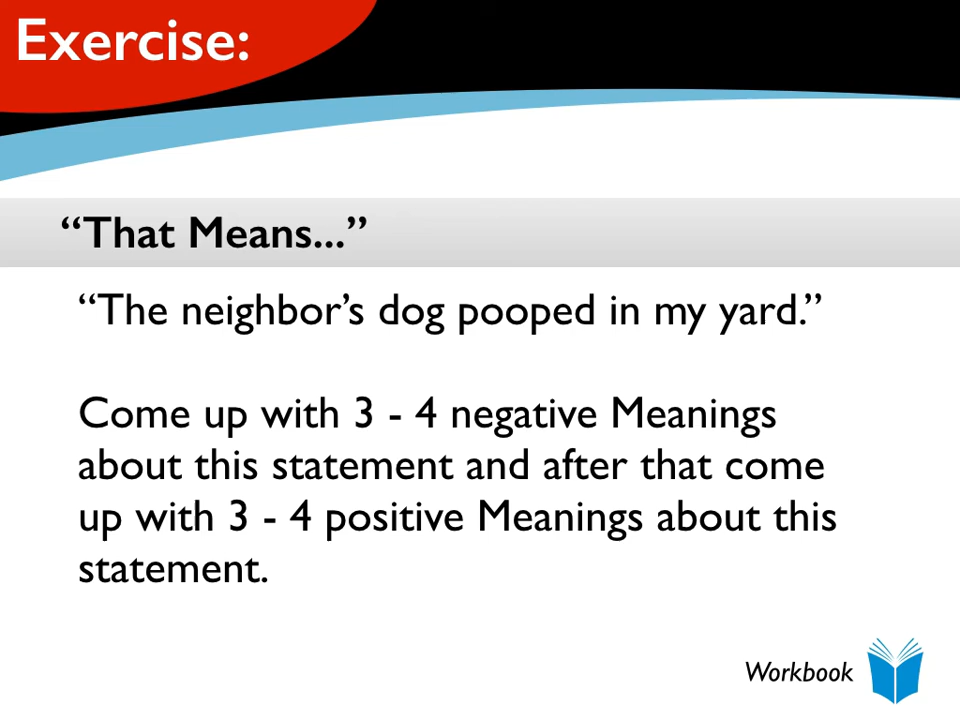 Exercise:
“That Means...”
“The neighbor’s dog pooped in my yard.”
Come up with 3 - 4 negative Meanings
about this statement and after that come
up with 3 - 4 positive Meanings about this
statement.
Workbook